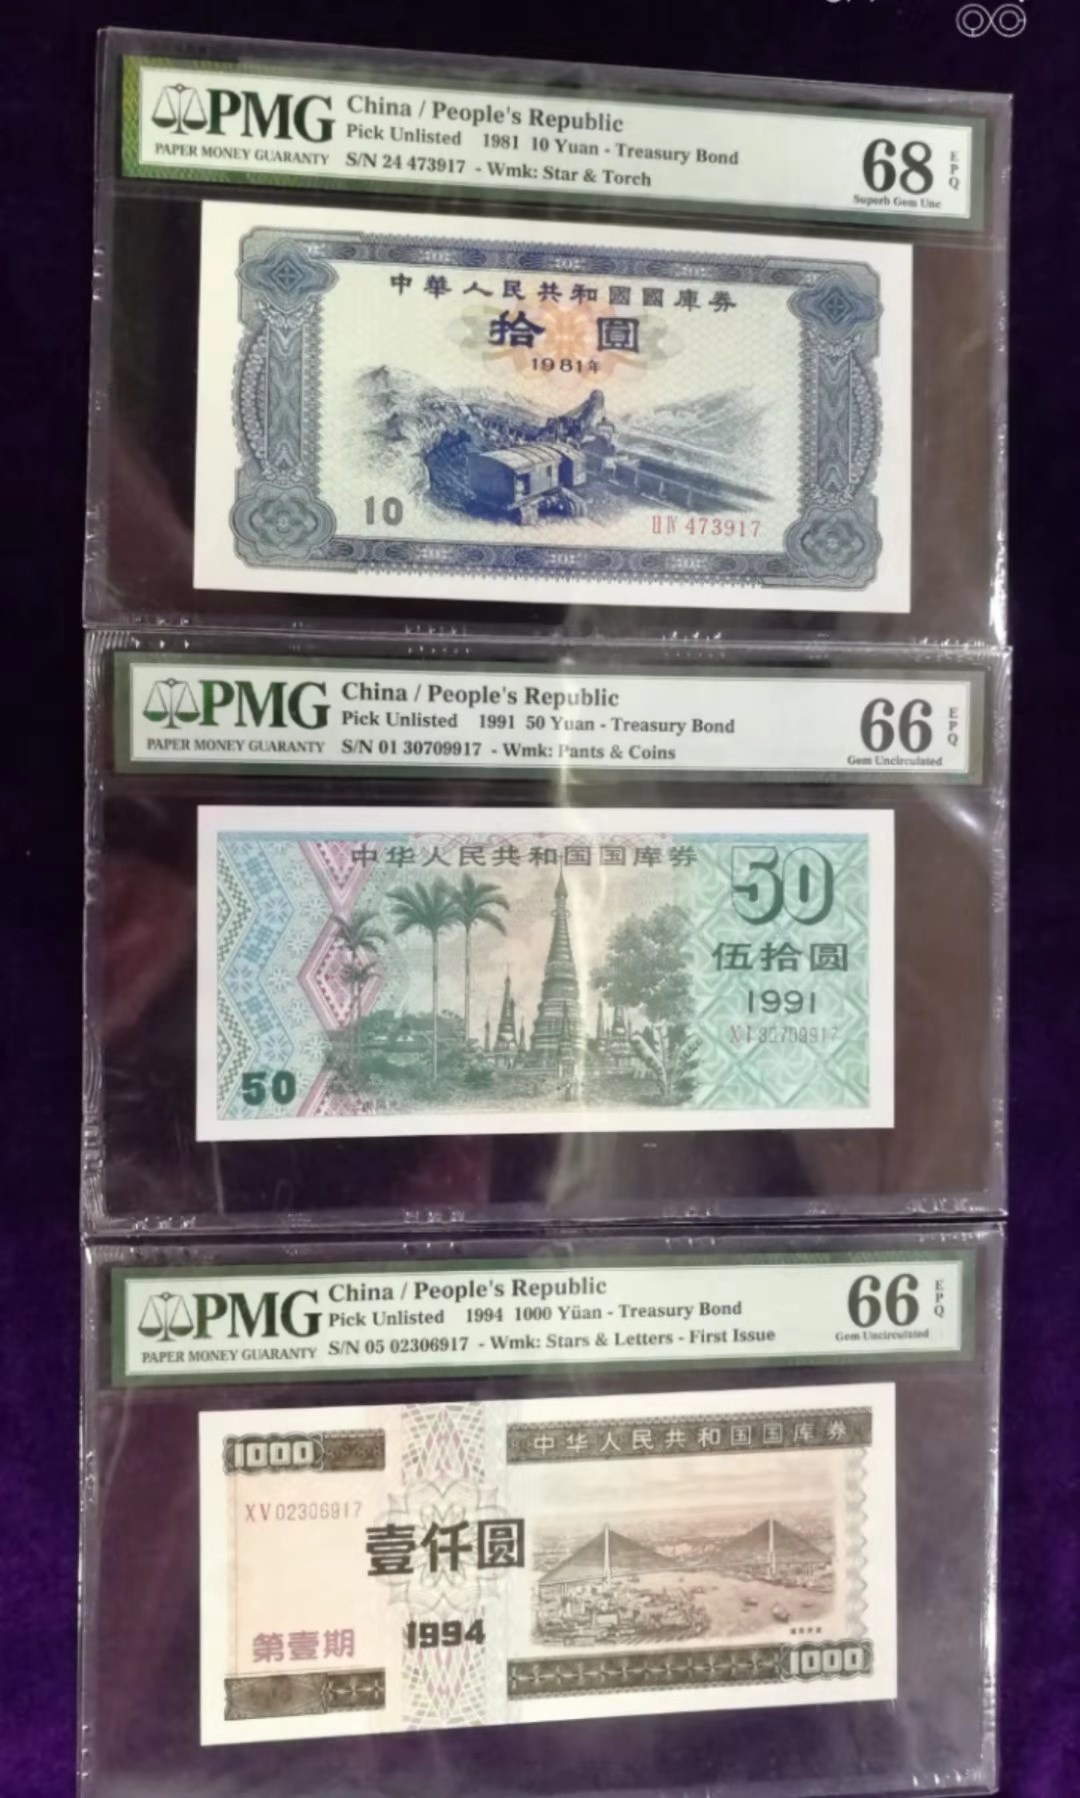 PMG
PAPER MONEY GUARANTY
China / People's Republic
Pick Unlisted 1981 10 Yuan - Treasury Bond
S/N 24 473917 - Wmk: Star & Torch
68
EPQ
Superb Gem Unc
中華人民共和國國庫券
拾圓
1981年
10
II IV 473917
PMG
PAPER MONEY GUARANTY
China / People's Republic
Pick Unlisted 1991 50 Yuan - Treasury Bond
S/N 01 30709917 - Wmk: Pants & Coins
66
EPQ
Gem Uncirculated
中华人民共和国国库券
50
伍拾圆
1991
XI 30709917
50
PMG
PAPER MONEY GUARANTY
China / People's Republic
Pick Unlisted 1994 1000 Yüan - Treasury Bond
S/N 05 02306917 - Wmk: Stars & Letters - First Issue
66
EPQ
Gem Uncirculated
1000
中华人民共和国国库券
XV 02306917
壹仟圆
第壹期
1994
1000